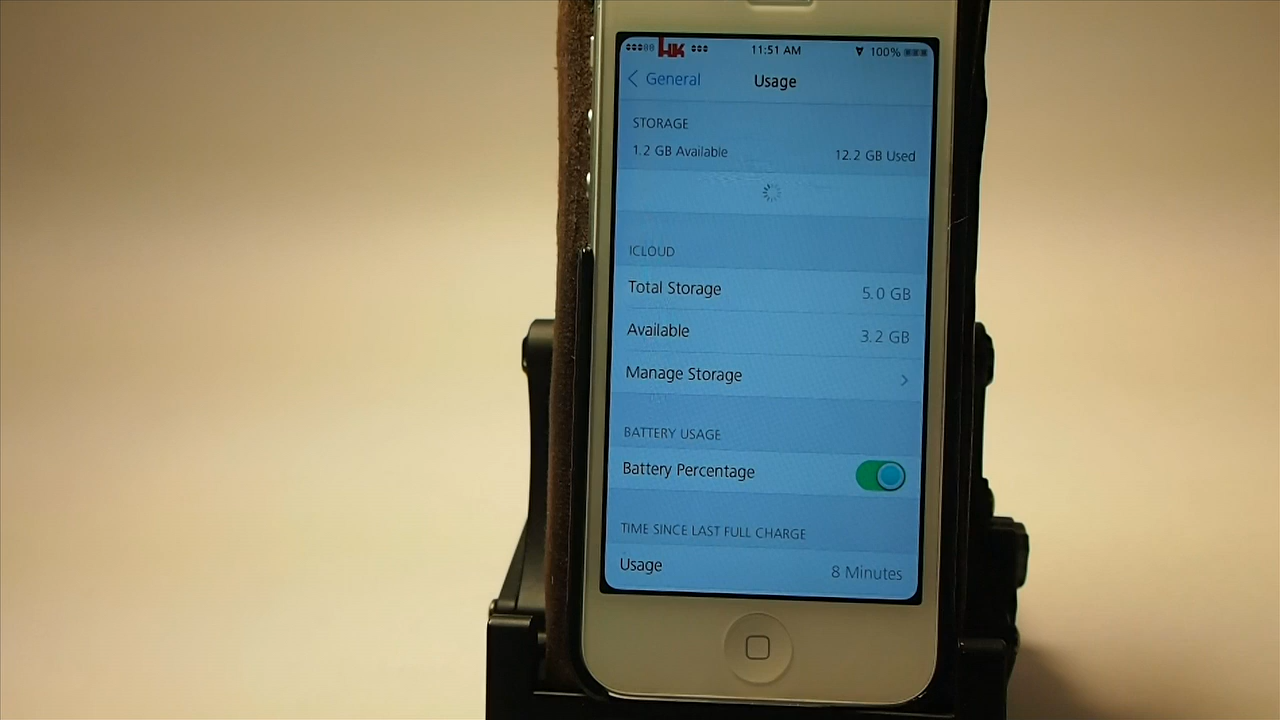 HK 11:51 AM 100%
General Usage
STORAGE
1.2 GB Available 12.2 GB Used
ICLOUD
Total Storage 5.0 GB
Available 3.2 GB
Manage Storage
BATTERY USAGE
Battery Percentage
TIME SINCE LAST FULL CHARGE
Usage 8 Minutes